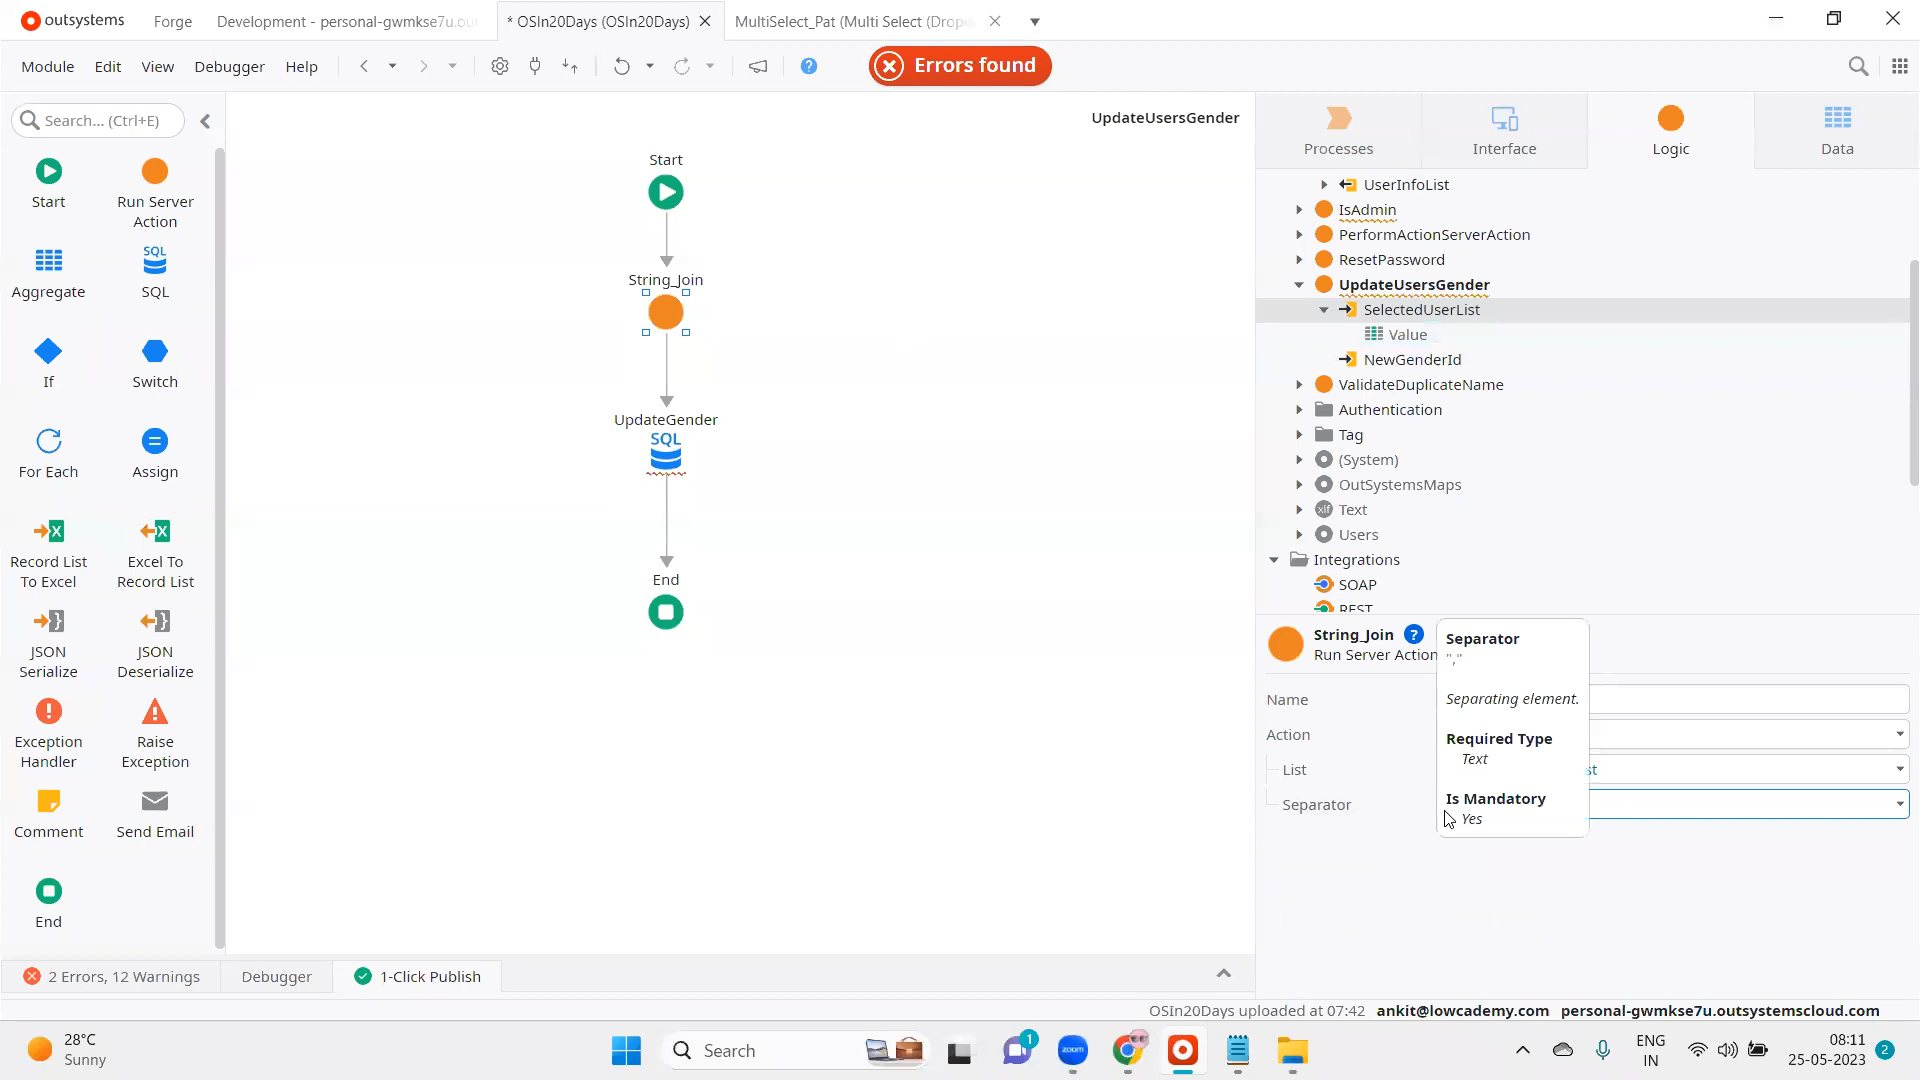 outsystems
Forge
Development - personal-gwmkse7u.ou
* OSIn20Days (OSIn20Days)
MultiSelect_Pat (Multi Select (Drop
Module
Edit
View
Debugger
Help
?
Errors found
Search... (Ctrl+E)
Start
Run Server
Action
Aggregate
SQL
SQL
If
Switch
For Each
Assign
Record List
To Excel
Excel To
Record List
JSON
Serialize
JSON
Deserialize
Exception
Handler
Raise
Exception
Comment
Send Email
End
UpdateUsersGender
Start
String_Join
UpdateGender
SQL
End
Processes
Interface
Logic
Data
UserInfoList
IsAdmin
PerformActionServerAction
ResetPassword
UpdateUsersGender
SelectedUserList
Value
NewGenderId
ValidateDuplicateName
Authentication
Tag
(System)
OutSystemsMaps
Text
Users
Integrations
SOAP
REST
String_Join ?
Run Server Action
Name
Action
List
st
Separator
Separator
","
Separating element.
Required Type
Text
Is Mandatory
Yes
2 Errors, 12 Warnings
Debugger
1-Click Publish
OSIn20Days uploaded at 07:42
ankit@lowcademy.com
personal-gwmkse7u.outsystemscloud.com
28°C
Sunny
Search
1
zoom
ENG
IN
08:11
25-05-2023
2